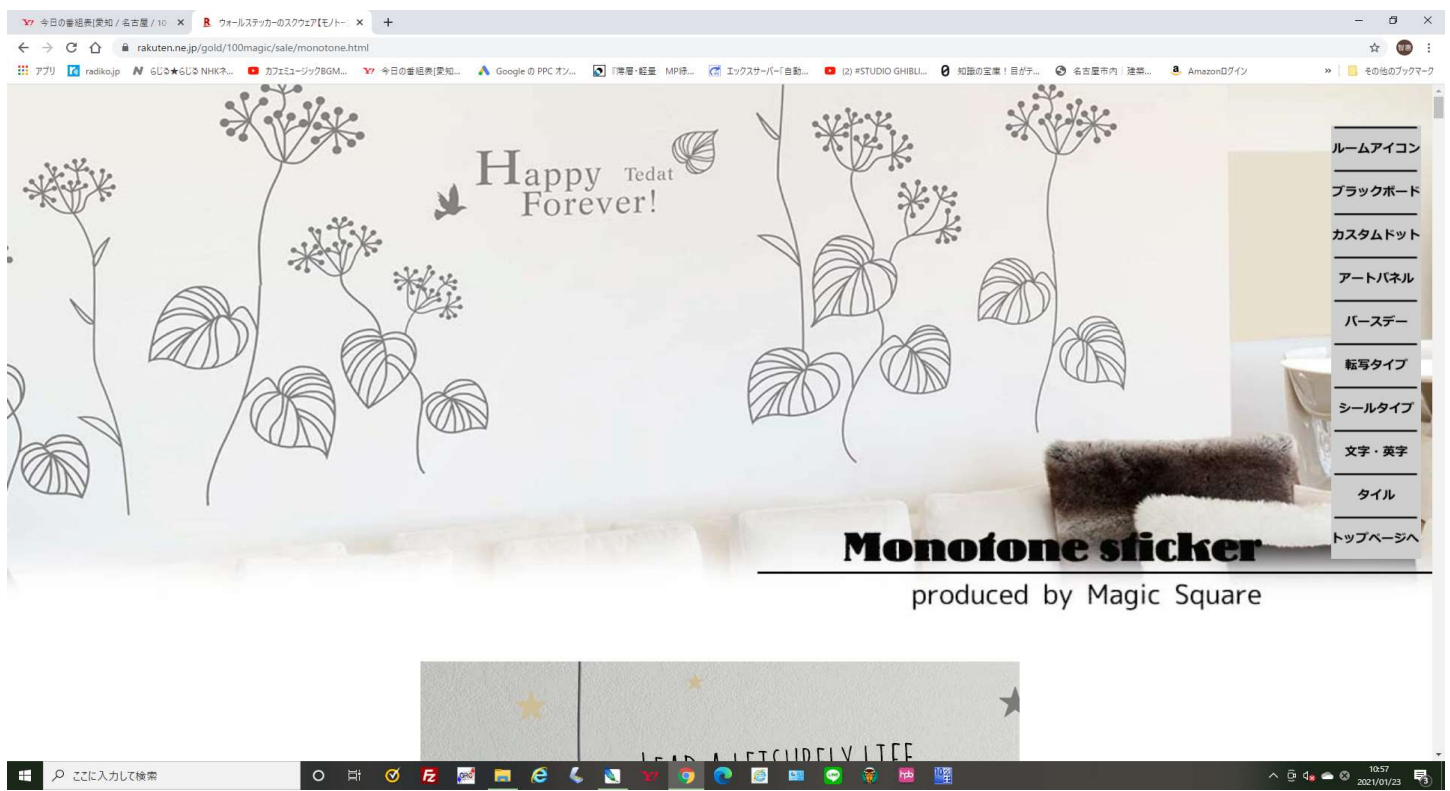 今日の番組表[愛知 / 名古屋 / 10
ウォールステッカーのスクウェア【モノトー
rakuten.ne.jp/gold/100magic/sale/monotone.html
アプリ
radiko.jp
らじる★らじる NHKネ...
カフェミュージックBGM...
今日の番組表[愛知...
Google の PPC オン...
『薄層・軽量 MP緑...
エックスサーバー「自動...
(2) #STUDIO GHIBLI...
知識の宝庫！目がテ...
名古屋市内｜建築...
Amazonログイン
»
その他のブックマーク
Happy Tedat
Forever!
ルームアイコン
ブラックボード
カスタムドット
アートパネル
バースデー
転写タイプ
シールタイプ
文字・英字
タイル
トップページへ
Monotone sticker
produced by Magic Square
LEAD A LEISURELY LIFE
ここに入力して検索
10:57
2021/01/23